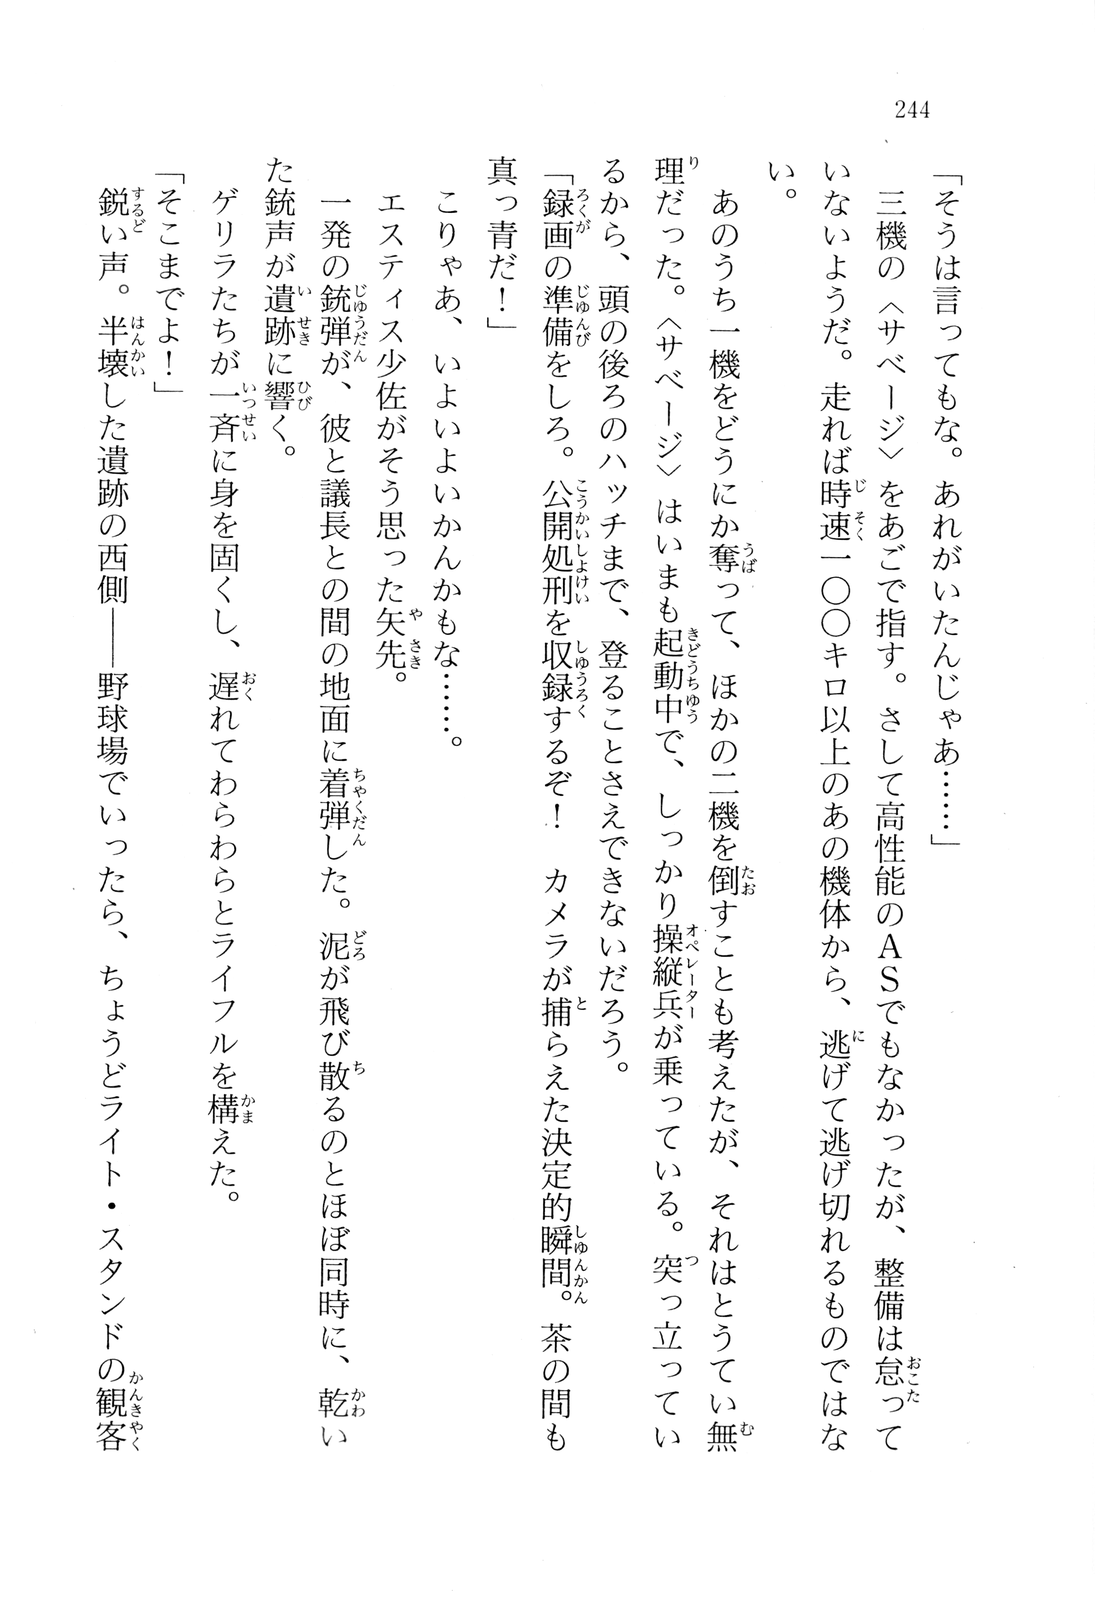 244
「そうは言ってもな。あれがいたんじゃあ……」
三機の〈サベージ〉をあごで指す。さして高性能のＡＳでもなかったが、整備は怠って
いないようだ。走れば時速一〇〇キロ以上のあの機体から、逃げて逃げ切れるものではな
い。
あのうち一機をどうにか奪って、ほかの二機を倒すことも考えたが、それはとうてい無
理だった。〈サベージ〉はいまも起動中で、しっかり操縦兵が乗っている。突っ立ってい
るから、頭の後ろのハッチまで、登ることさえできないだろう。
「録画の準備をしろ。公開処刑を収録するぞ！　カメラが捕らえた決定的瞬間。茶の間も
真っ青だ！」
こりゃあ、いよいよいかんかもな……。
エスティス少佐がそう思った矢先。
一発の銃弾が、彼と議長との間の地面に着弾した。泥が飛び散るのとほぼ同時に、乾い
た銃声が遺跡に響く。
ゲリラたちが一斉に身を固くし、遅れてわらわらとライフルを構えた。
「そこまでよ！」
鋭い声。半壊した遺跡の西側――野球場でいったら、ちょうどライト・スタンドの観客